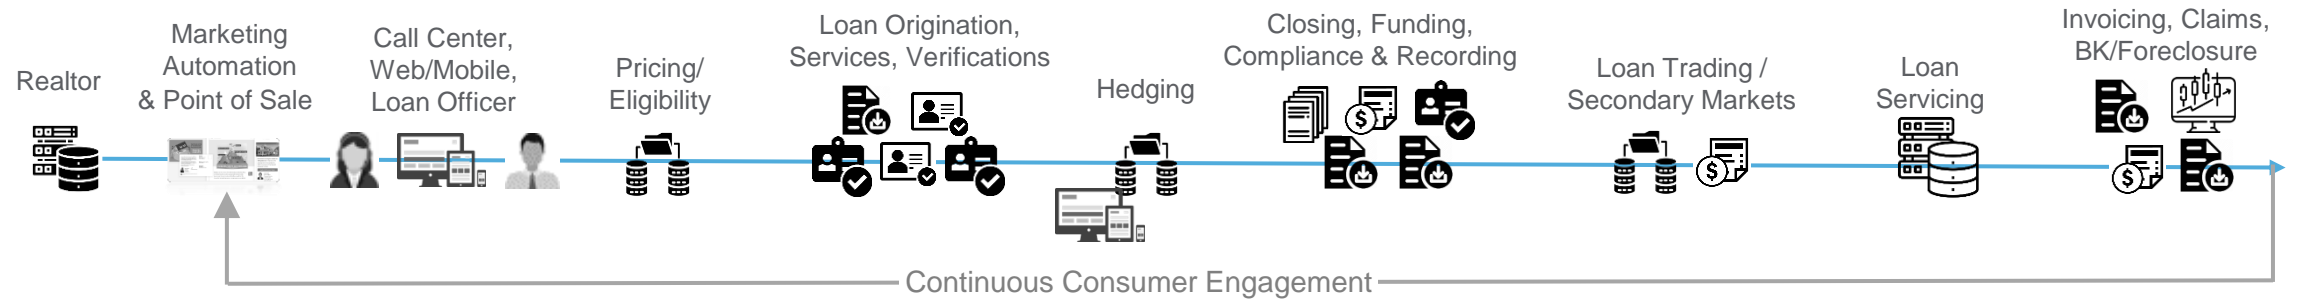 Realtor
Marketing
Automation
& Point of Sale
Call Center,
Web/Mobile,
Loan Officer
Pricing/
Eligibility
Loan Origination,
Services, Verifications
Hedging
Closing, Funding,
Compliance & Recording
Loan Trading /
Secondary Markets
Loan
Servicing
Invoicing, Claims,
BK/Foreclosure
Continuous Consumer Engagement